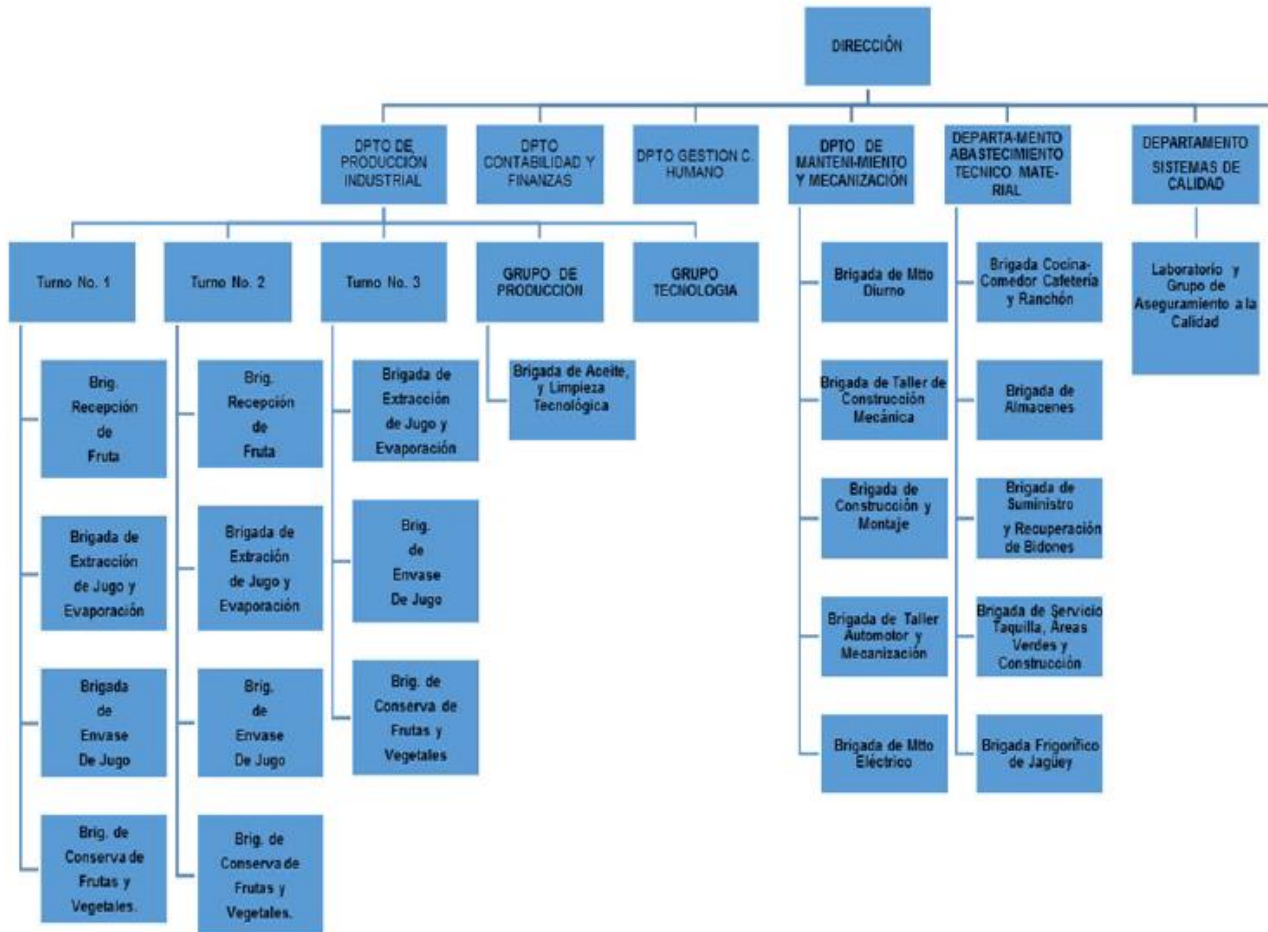 DIRECCIÓN
DPTO DE
PRODUCCIÓN
INDUSTRIAL
DPTO
CONTABILIDAD Y
FINANZAS
DPTO GESTION C.
HUMANO
DPTO DE
MANTENI-MIENTO
Y MECANIZACIÓN
DEPARTA-MENTO
ABASTECIMIENTO
TECNICO MATE-
RIAL
DEPARTAMENTO
SISTEMAS DE
CALIDAD
Turno No. 1
Turno No. 2
Turno No. 3
GRUPO DE
PRODUCCION
GRUPO
TECNOLOGIA
Brig.
Recepción
de
Fruta
Brigada de
Extracción
de Jugo y
Evaporación
Brigada
de
Envase
De Jugo
Brig. de
Conserva de
Frutas y
Vegetales.
Brig.
Recepción
de
Fruta
Brigada de
Extración
de Jugo y
Evaporación
Brig.
de
Envase
De Jugo
Brig. de
Conserva de
Frutas y
Vegetales.
Brigada de
Extracción
de Jugo y
Evaporación
Brig.
de
Envase
De Jugo
Brig. de
Conserva de
Frutas y
Vegetales
Brigada de Aceite,
y Limpieza
Tecnológica
Brigada de Mtto
Diurno
Brigada de Taller de
Construcción
Mecánica
Brigada de
Construcción y
Montaje
Brigada de Taller
Automotor y
Mecanización
Brigada de Mtto
Eléctrico
Brigada Cocina-
Comedor Cafetería
y Ranchón
Brigada de
Almacenes
Brigada de
Suministro
y Recuperación
de Bidones
Brigada de Servicio
Taquilla, Áreas
Verdes y
Construcción
Brigada Frigorífico
de Jagüey
Laboratorio y
Grupo de
Aseguramiento a la
Calidad